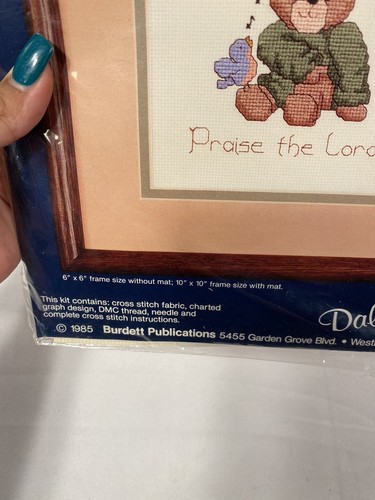 Praise the Lord
6" x 6" frame size without mat; 10" x 10" frame size with mat.
This kit contains: cross stitch fabric, charted
graph design, DMC thread, needle and
complete cross stitch instructions.
© 1985 Burdett Publications 5455 Garden Grove Blvd. •